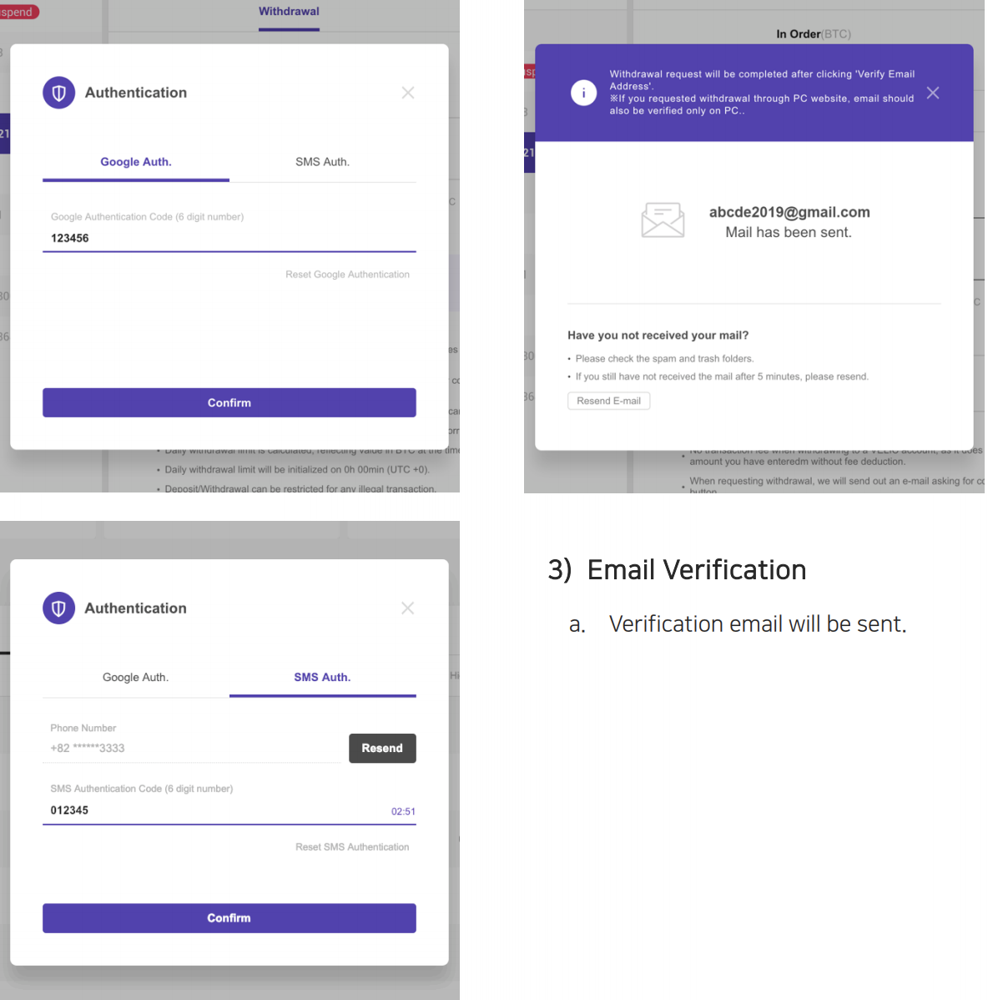 spend
Withdrawal
21
Authentication
Google Auth.
SMS Auth.
Google Authentication Code (6 digit number)
123456
Reset Google Authentication
30
36
Confirm
• Daily withdrawal limit is calculated, reflecting value in BTC at the time
• Daily withdrawal limit will be initialized on 0h 00min (UTC +0).
• Deposit/Withdrawal can be restricted for any illegal transaction.
In Order(BTC)
Withdrawal request will be completed after clicking 'Verify Email
Address'.
※If you requested withdrawal through PC website, email should
also be verified only on PC..
21
abcde2019@gmail.com
Mail has been sent.
Have you not received your mail?
• Please check the spam and trash folders.
• If you still have not received the mail after 5 minutes, please resend.
Resend E-mail
30
36
• No transaction fee when withdrawing to a VELIC account, as it does
amount you have enteredm without fee deduction.
• When requesting withdrawal, we will send out an e-mail asking for co
button.
Authentication
Google Auth.
SMS Auth.
Phone Number
+82 ******3333
Resend
SMS Authentication Code (6 digit number)
012345
02:51
Reset SMS Authentication
Confirm
Hi
3) Email Verification
a. Verification email will be sent.